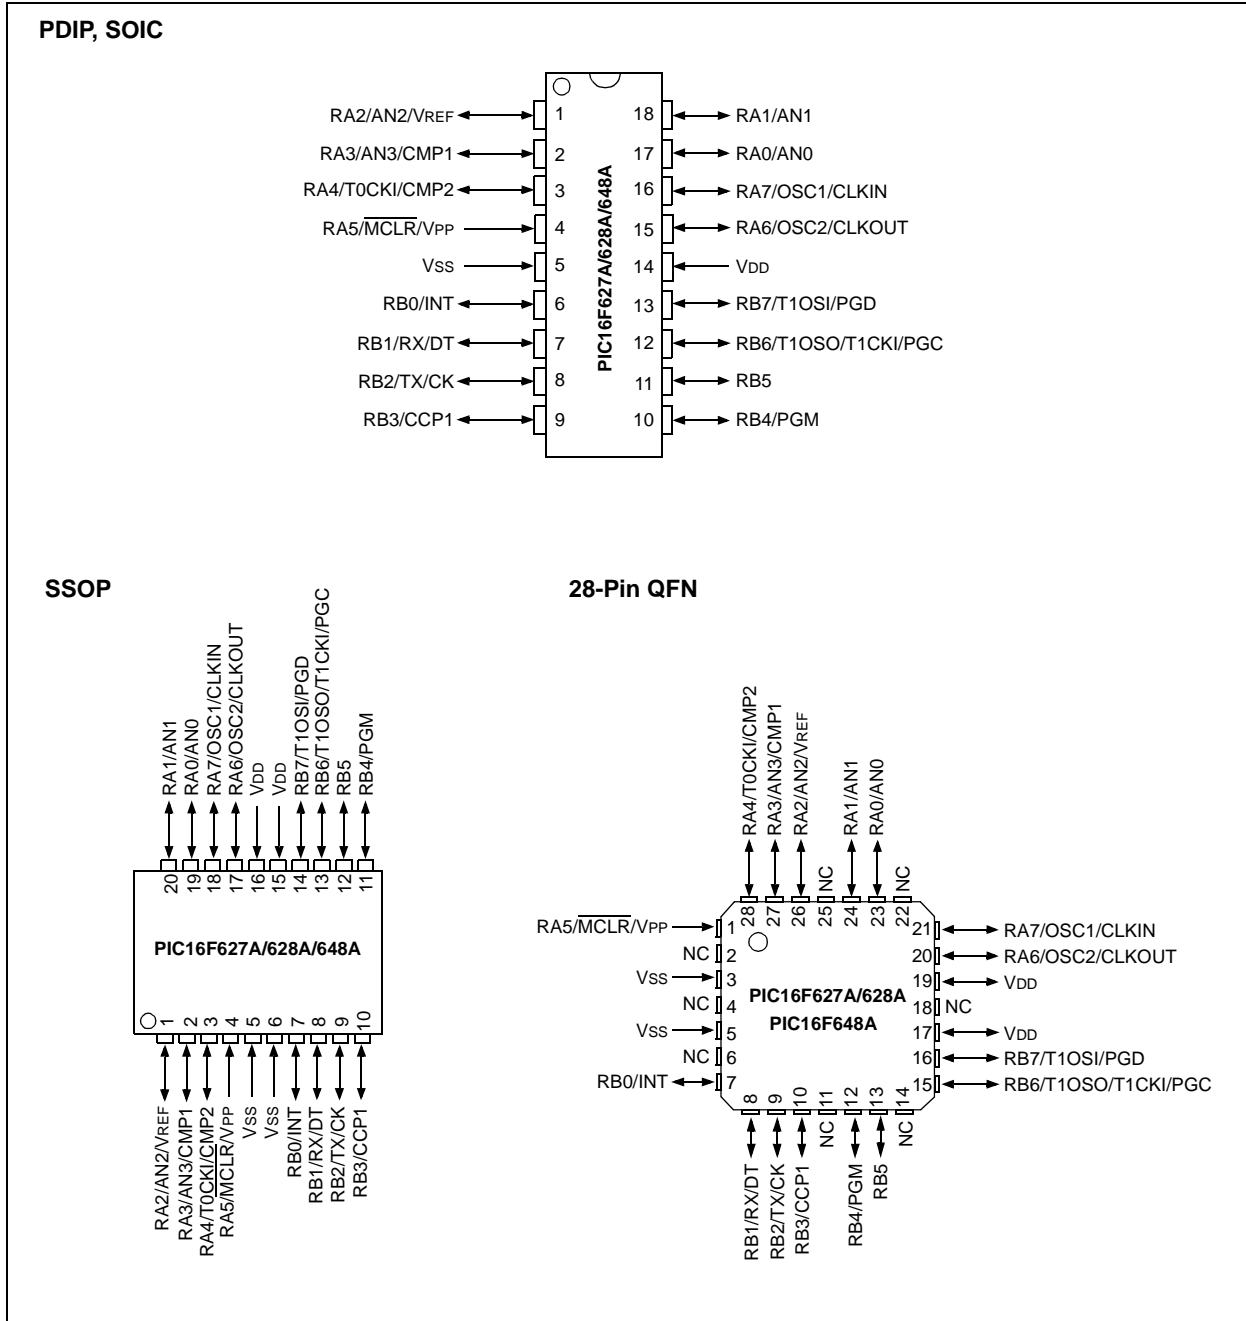 PDIP, SOIC
RA2/AN2/VREF 1 18 RA1/AN1
RA3/AN3/CMP1 2 17 RA0/AN0
RA4/T0CKI/CMP2 3 16 RA7/OSC1/CLKIN
RA5/MCLR/VPP 4 15 RA6/OSC2/CLKOUT
VSS 5 14 VDD
RB0/INT 6 13 RB7/T1OSI/PGD
RB1/RX/DT 7 12 RB6/T1OSO/T1CKI/PGC
RB2/TX/CK 8 11 RB5
RB3/CCP1 9 10 RB4/PGM
PIC16F627A/628A/648A
SSOP
RA1/AN1
RA0/AN0
RA7/OSC1/CLKIN
RA6/OSC2/CLKOUT
VDD
VDD
RB7/T1OSI/PGD
RB6/T1OSO/T1CKI/PGC
RB5
RB4/PGM
20 19 18 17 16 15 14 13 12 11
PIC16F627A/628A/648A
1 2 3 4 5 6 7 8 9 10
RA2/AN2/VREF
RA3/AN3/CMP1
RA4/T0CKI/CMP2
RA5/MCLR/VPP
VSS
VSS
RB0/INT
RB1/RX/DT
RB2/TX/CK
RB3/CCP1
28-Pin QFN
RA4/T0CKI/CMP2
RA3/AN3/CMP1
RA2/AN2/VREF
NC
RA1/AN1
RA0/AN0
NC
28 27 26 25 24 23 22
RA5/MCLR/VPP 1
NC 2
VSS 3
NC 4
VSS 5
NC 6
RB0/INT 7
PIC16F627A/628A
PIC16F648A
21 RA7/OSC1/CLKIN
20 RA6/OSC2/CLKOUT
19 VDD
18 NC
17 VDD
16 RB7/T1OSI/PGD
15 RB6/T1OSO/T1CKI/PGC
8 9 10 11 12 13 14
RB1/RX/DT
RB2/TX/CK
RB3/CCP1
NC
RB4/PGM
RB5
NC